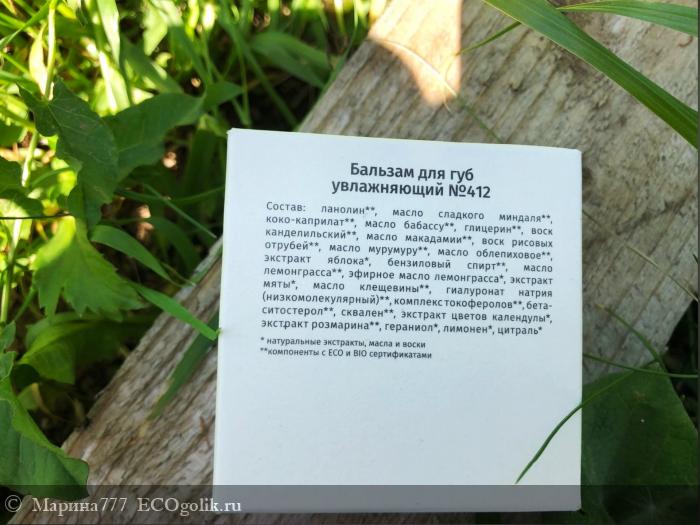 Бальзам для губ
увлажняющий №412
Состав: ланолин**, масло сладкого миндаля**,
коко-каприлат**, масло бабассу**, глицерин**, воск
канделильский**, масло макадамии**, воск рисовых
отрубей**, масло мурумуру**, масло облепиховое**,
экстракт яблока*, бензиловый спирт**, масло
лемонграсса**, эфирное масло лемонграсса*, экстракт
мяты*, масло клещевины**, гиалуронат натрия
(низкомолекулярный)**, комплекс токоферолов**, бета-
ситостерол**, сквален**, экстракт цветов календулы*,
экстракт розмарина**, гераниол*, лимонен*, цитраль*
* натуральные экстракты, масла и воски
**компоненты с ECO и BIO сертификатами
© Марина777 ECOgolik.ru